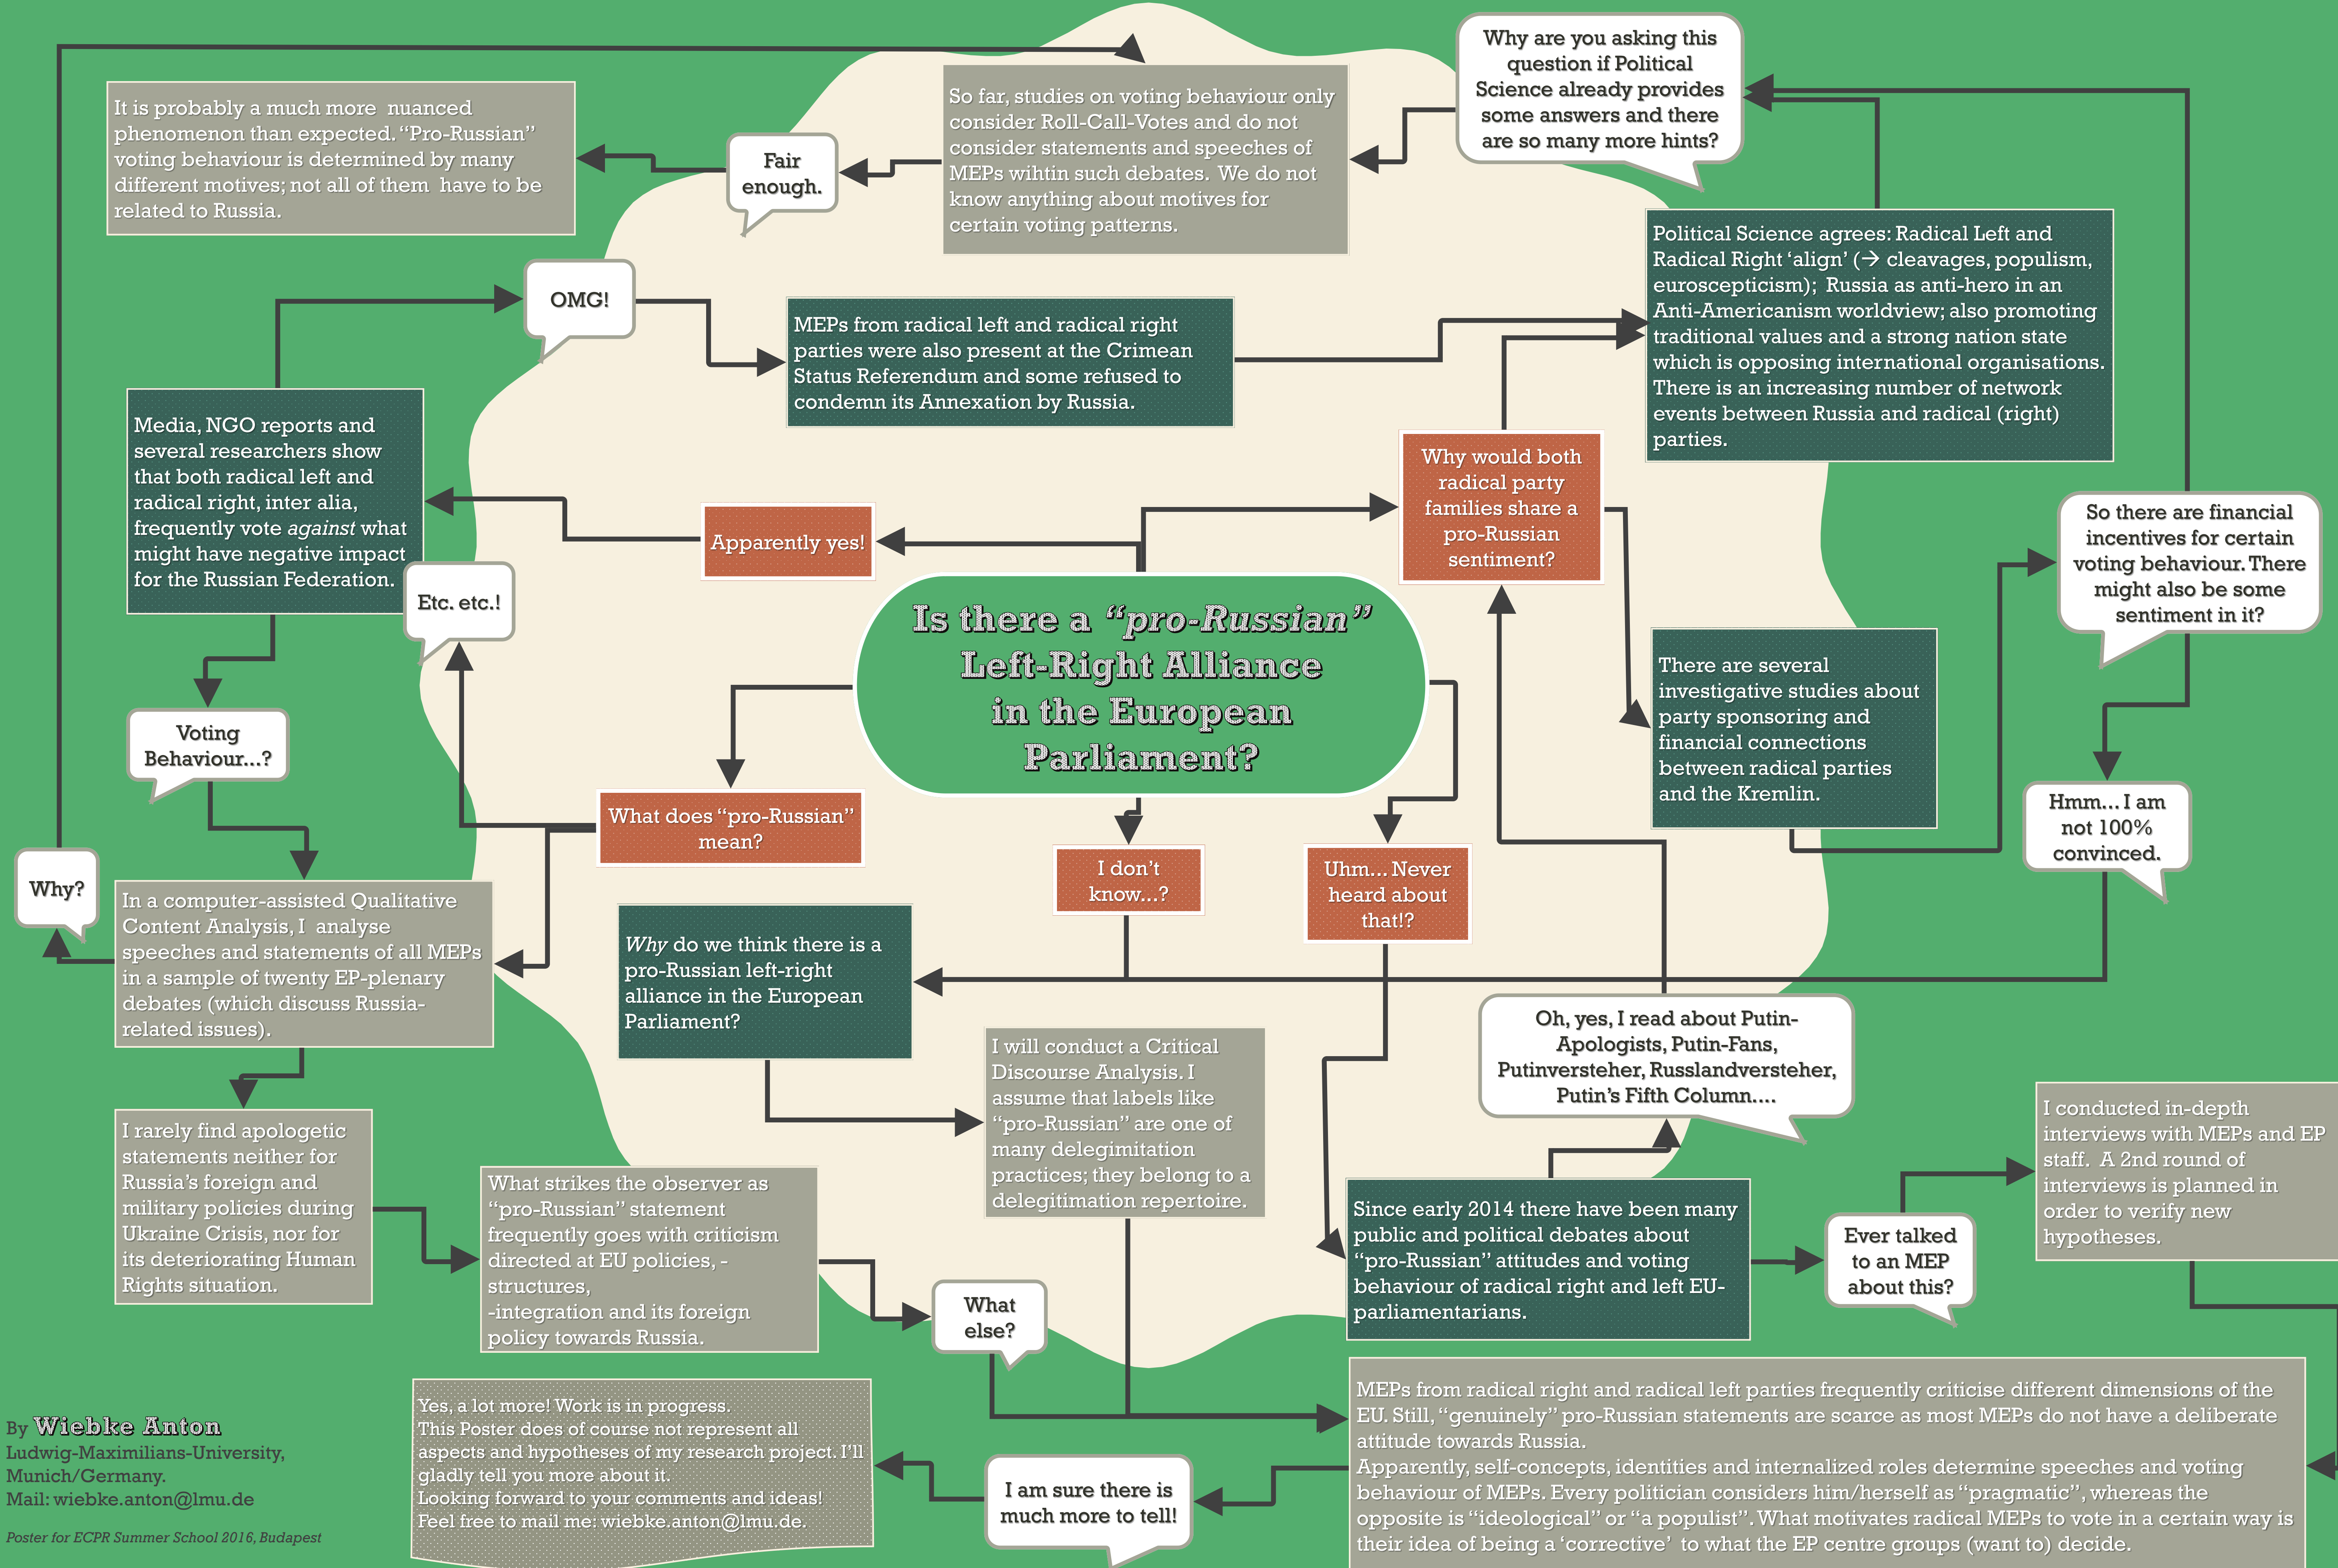 Why are you asking this
question if Political
Science already provides
some answers and there
are so many more hints?
It is probably a much more nuanced
phenomenon than expected. “Pro-Russian”
voting behaviour is determined by many
different motives; not all of them have to be
related to Russia.
Fair
enough.
So far, studies on voting behaviour only
consider Roll-Call-Votes and do not
consider statements and speeches of
MEPs wihtin such debates. We do not
know anything about motives for
certain voting patterns.
Political Science agrees: Radical Left and
Radical Right ‘align’ (→ cleavages, populism,
euroscepticism); Russia as anti-hero in an
Anti-Americanism worldview; also promoting
traditional values and a strong nation state
which is opposing international organisations.
There is an increasing number of network
events between Russia and radical (right)
parties.
OMG!
MEPs from radical left and radical right
parties were also present at the Crimean
Status Referendum and some refused to
condemn its Annexation by Russia.
Media, NGO reports and
several researchers show
that both radical left and
radical right, inter alia,
frequently vote against what
might have negative impact
for the Russian Federation.
Apparently yes!
Why would both
radical party
families share a
pro-Russian
sentiment?
So there are financial
incentives for certain
voting behaviour. There
might also be some
sentiment in it?
Etc. etc.!
Is there a “pro-Russian”
Left-Right Alliance
in the European
Parliament?
There are several
investigative studies about
party sponsoring and
financial connections
between radical parties
and the Kremlin.
Voting
Behaviour...?
What does “pro-Russian”
mean?
Hmm... I am
not 100%
convinced.
Why?
I don’t
know...?
Uhm... Never
heard about
that!?
In a computer-assisted Qualitative
Content Analysis, I analyse
speeches and statements of all MEPs
in a sample of twenty EP-plenary
debates (which discuss Russia-
related issues).
Why do we think there is a
pro-Russian left-right
alliance in the European
Parliament?
Oh, yes, I read about Putin-
Apologists, Putin-Fans,
Putinversteher, Russlandversteher,
Putin’s Fifth Column....
I will conduct a Critical
Discourse Analysis. I
assume that labels like
“pro-Russian” are one of
many delegimitation
practices; they belong to a
delegitimation repertoire.
I conducted in-depth
interviews with MEPs and EP
staff. A 2nd round of
interviews is planned in
order to verify new
hypotheses.
I rarely find apologetic
statements neither for
Russia’s foreign and
military policies during
Ukraine Crisis, nor for
its deteriorating Human
Rights situation.
What strikes the observer as
“pro-Russian” statement
frequently goes with criticism
directed at EU policies, -
structures,
-integration and its foreign
policy towards Russia.
Since early 2014 there have been many
public and political debates about
“pro-Russian” attitudes and voting
behaviour of radical right and left EU-
parliamentarians.
Ever talked
to an MEP
about this?
What
else?
MEPs from radical right and radical left parties frequently criticise different dimensions of the
EU. Still, “genuinely” pro-Russian statements are scarce as most MEPs do not have a deliberate
attitude towards Russia.
Apparently, self-concepts, identities and internalized roles determine speeches and voting
behaviour of MEPs. Every politician considers him/herself as “pragmatic”, whereas the
opposite is “ideological” or “a populist”. What motivates radical MEPs to vote in a certain way is
their idea of being a ‘corrective’ to what the EP centre groups (want to) decide.
I am sure there is
much more to tell!
Yes, a lot more! Work is in progress.
This Poster does of course not represent all
aspects and hypotheses of my research project. I’ll
gladly tell you more about it.
Looking forward to your comments and ideas!
Feel free to mail me: wiebke.anton@lmu.de.
By Wiebke Anton
Ludwig-Maximilians-University,
Munich/Germany.
Mail: wiebke.anton@lmu.de
Poster for ECPR Summer School 2016, Budapest